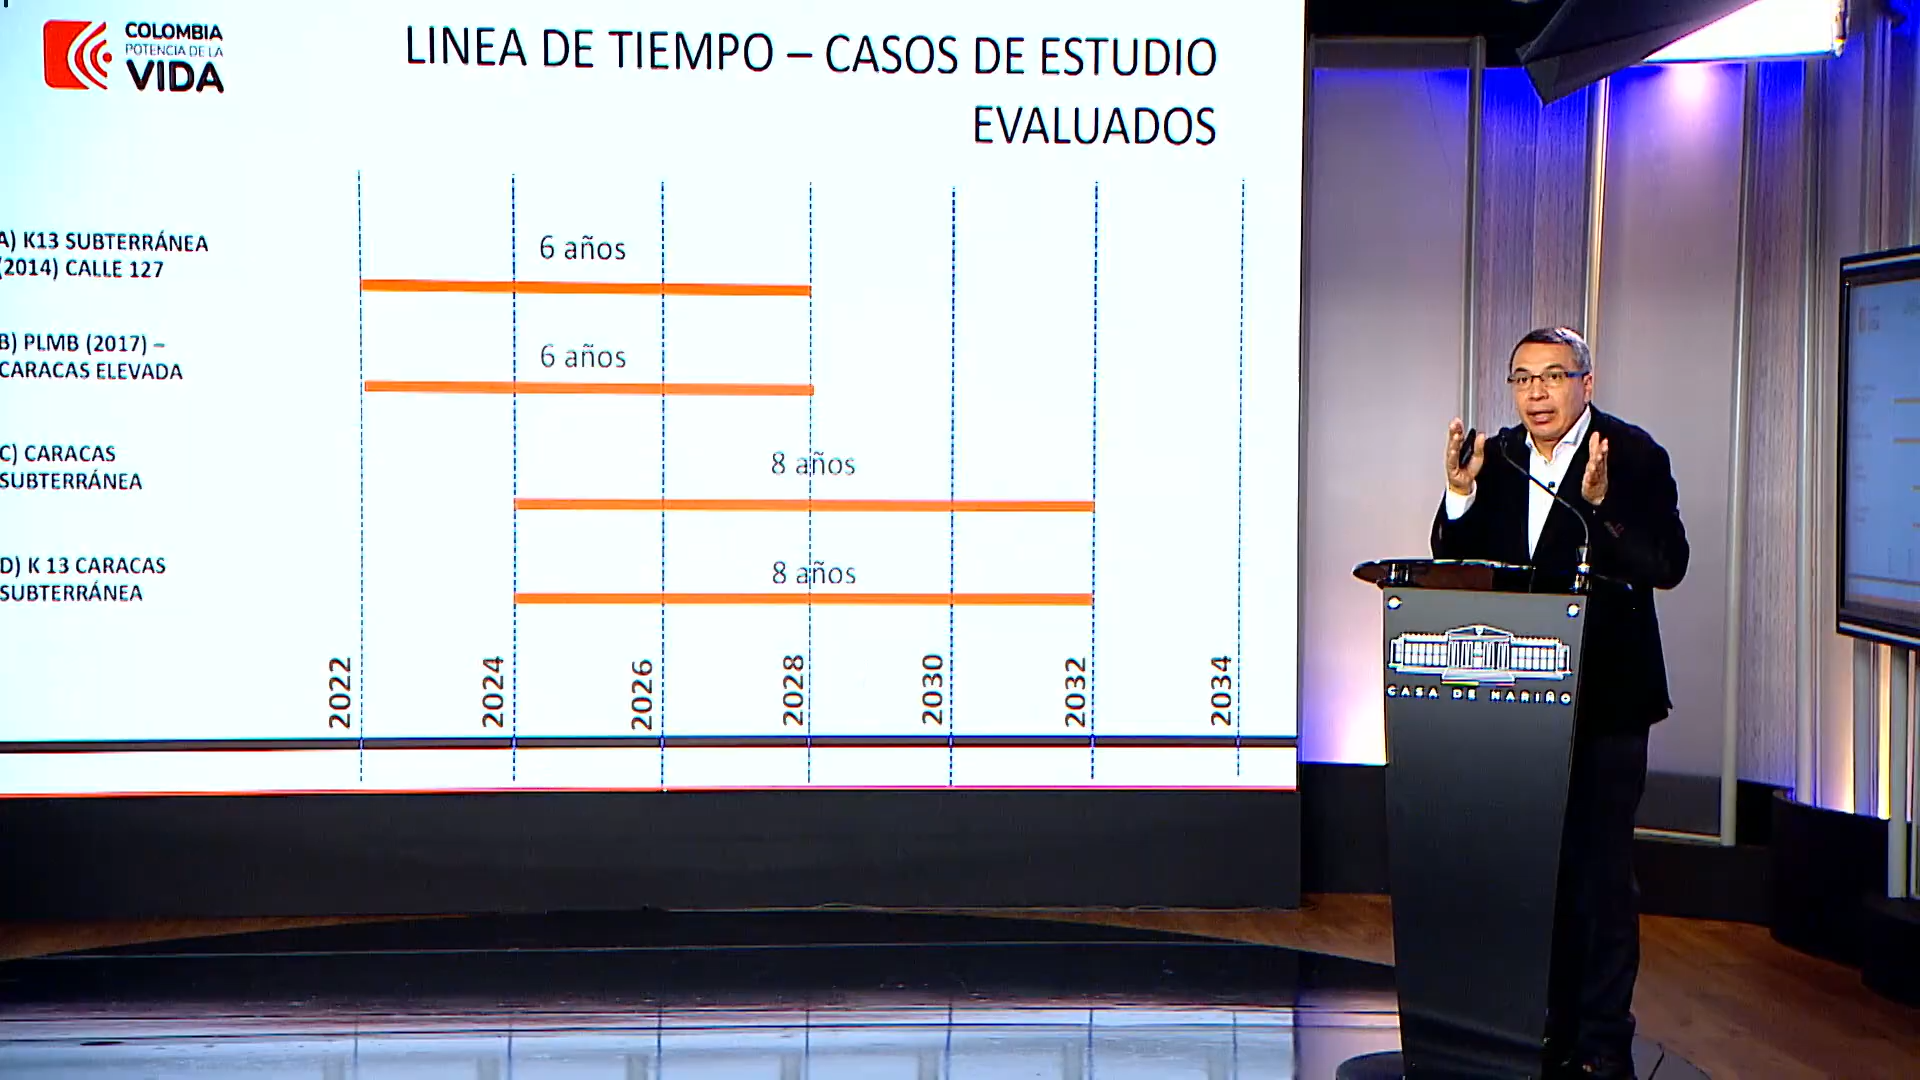 COLOMBIA
POTENCIA DE LA
VIDA
LINEA DE TIEMPO – CASOS DE ESTUDIO
EVALUADOS
A) K13 SUBTERRÁNEA
(2014) CALLE 127
6 años
B) PLMB (2017) –
CARACAS ELEVADA
6 años
C) CARACAS
SUBTERRÁNEA
8 años
D) K 13 CARACAS
SUBTERRÁNEA
8 años
2022
2024
2026
2028
2030
2032
2034
CASA DE NARIÑO